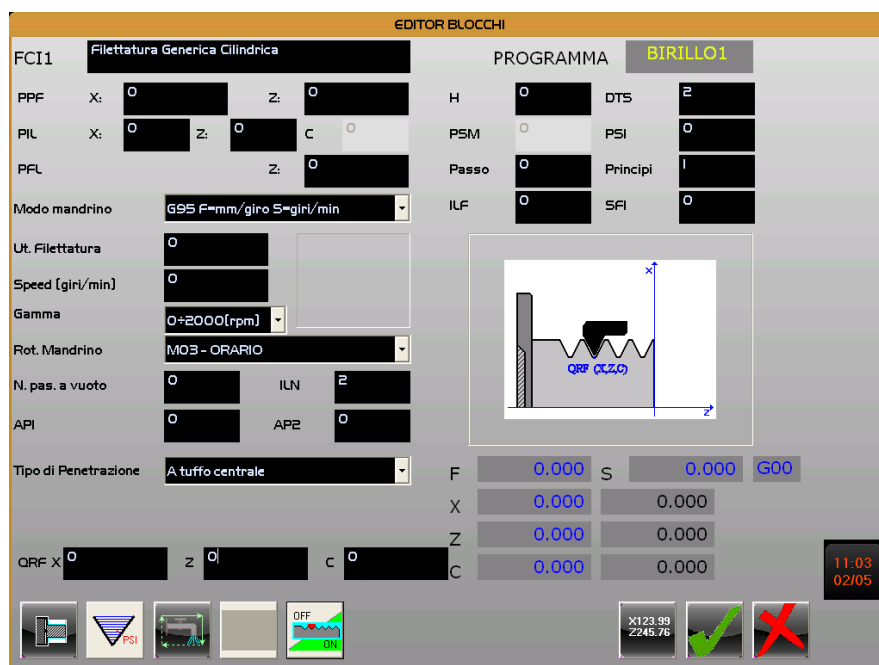 EDITOR BLOCCHI
FCI1 Filettatura Generica Cilindrica PROGRAMMA BIRILLO1
PPF X: 0 Z: 0 H 0 DTS 2
PIL X: 0 Z: 0 C 0 PSM 0 PSI 0
PFL Z: 0 Passo 0 Principi 1
Modo mandrino G95 F=mm/giro S=giri/min ILF 0 SFI 0
Ut. Filettatura 0
Speed [giri/min] 0
Gamma 0÷2000[rpm]
Rot. Mandrino M03 - ORARIO
N. pas. a vuoto 0 ILN 2
AP1 0 AP2 0
Tipo di Penetrazione A tuffo centrale
X
QRF (X,Z,C)
Z
F 0.000 S 0.000 G00
X 0.000 0.000
Z 0.000 0.000
QRF X 0 Z 0 C 0
C 0.000 0.000
11:03
02/05
PSI
OFF
ON
X123.99
Z245.76